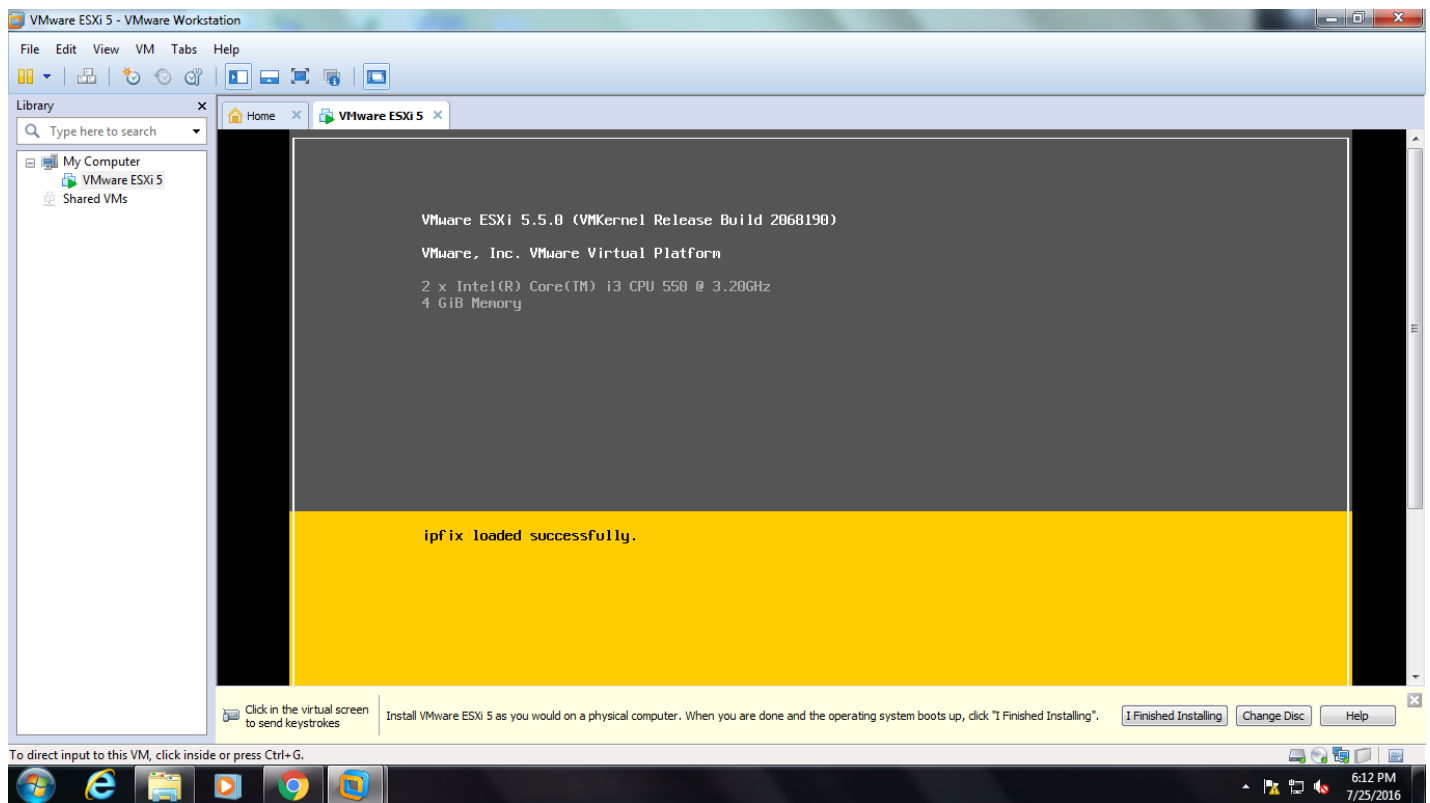 VMware ESXi 5 - VMware Workstation
File Edit View VM Tabs Help
Library
Type here to search
My Computer
VMware ESXi 5
Shared VMs
Home
VMware ESXi 5
VMware ESXi 5.5.0 (VMKernel Release Build 2068190)
VMware, Inc. VMware Virtual Platform
2 x Intel(R) Core(TM) i3 CPU 550 @ 3.20GHz
4 GiB Memory
ipfix loaded successfully.
Click in the virtual screen
to send keystrokes
Install VMware ESXi 5 as you would on a physical computer. When you are done and the operating system boots up, click "I Finished Installing".
I Finished Installing
Change Disc
Help
To direct input to this VM, click inside or press Ctrl+G.
6:12 PM
7/25/2016